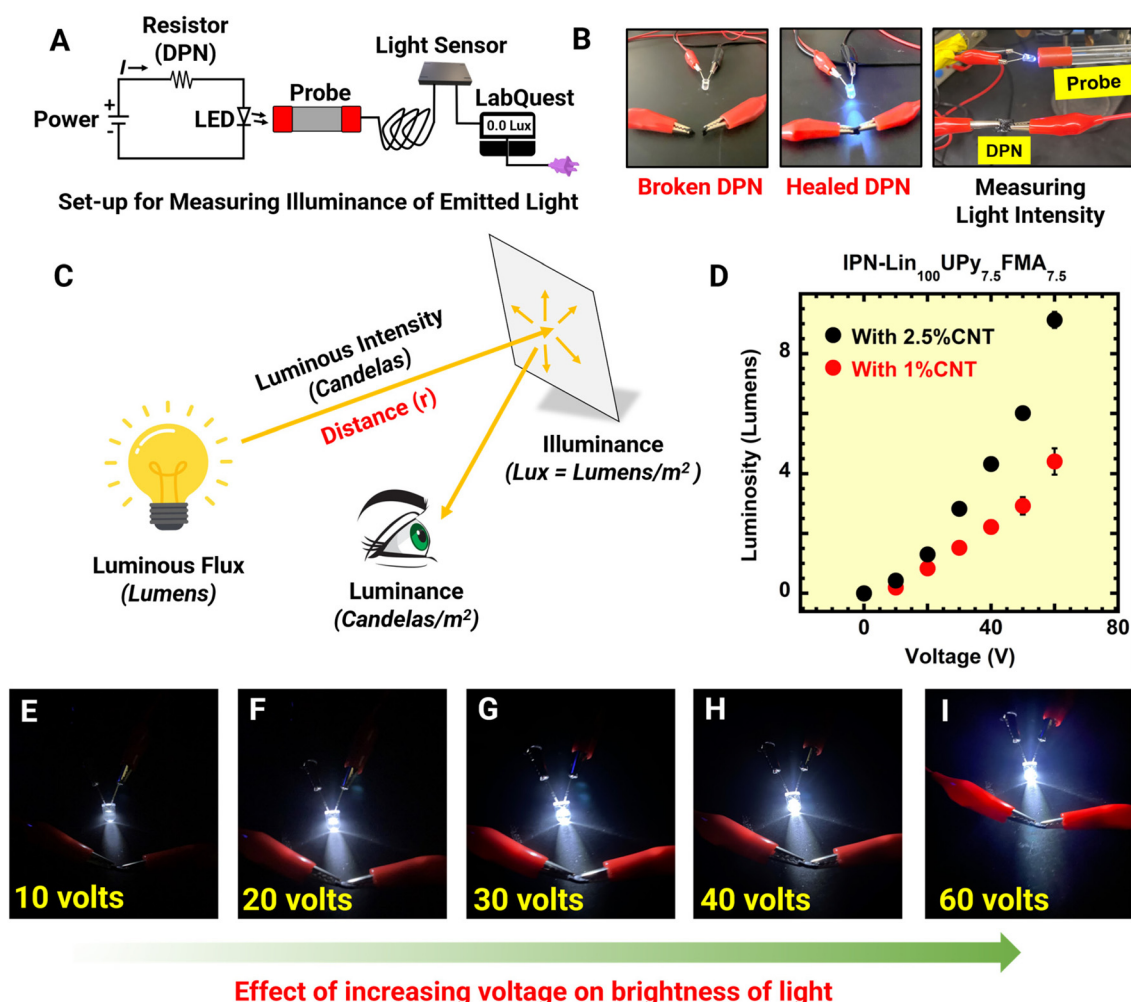 A
Resistor
(DPN)
I
Power
+
-
LED
Probe
Light Sensor
LabQuest
0.0 Lux
Set-up for Measuring Illuminance of Emitted Light
B
Probe
DPN
Broken DPN
Healed DPN
Measuring
Light Intensity
C
Luminous Intensity
(Candelas)
Distance (r)
Illuminance
(Lux = Lumens/m²)
Luminous Flux
(Lumens)
Luminance
(Candelas/m²)
D
IPN-Lin₁₀₀UPy₇.₅FMA₇.₅
With 2.5%CNT
With 1%CNT
Luminosity (Lumens)
8
4
0
0
40
80
Voltage (V)
E
10 volts
F
20 volts
G
30 volts
H
40 volts
I
60 volts
Effect of increasing voltage on brightness of light